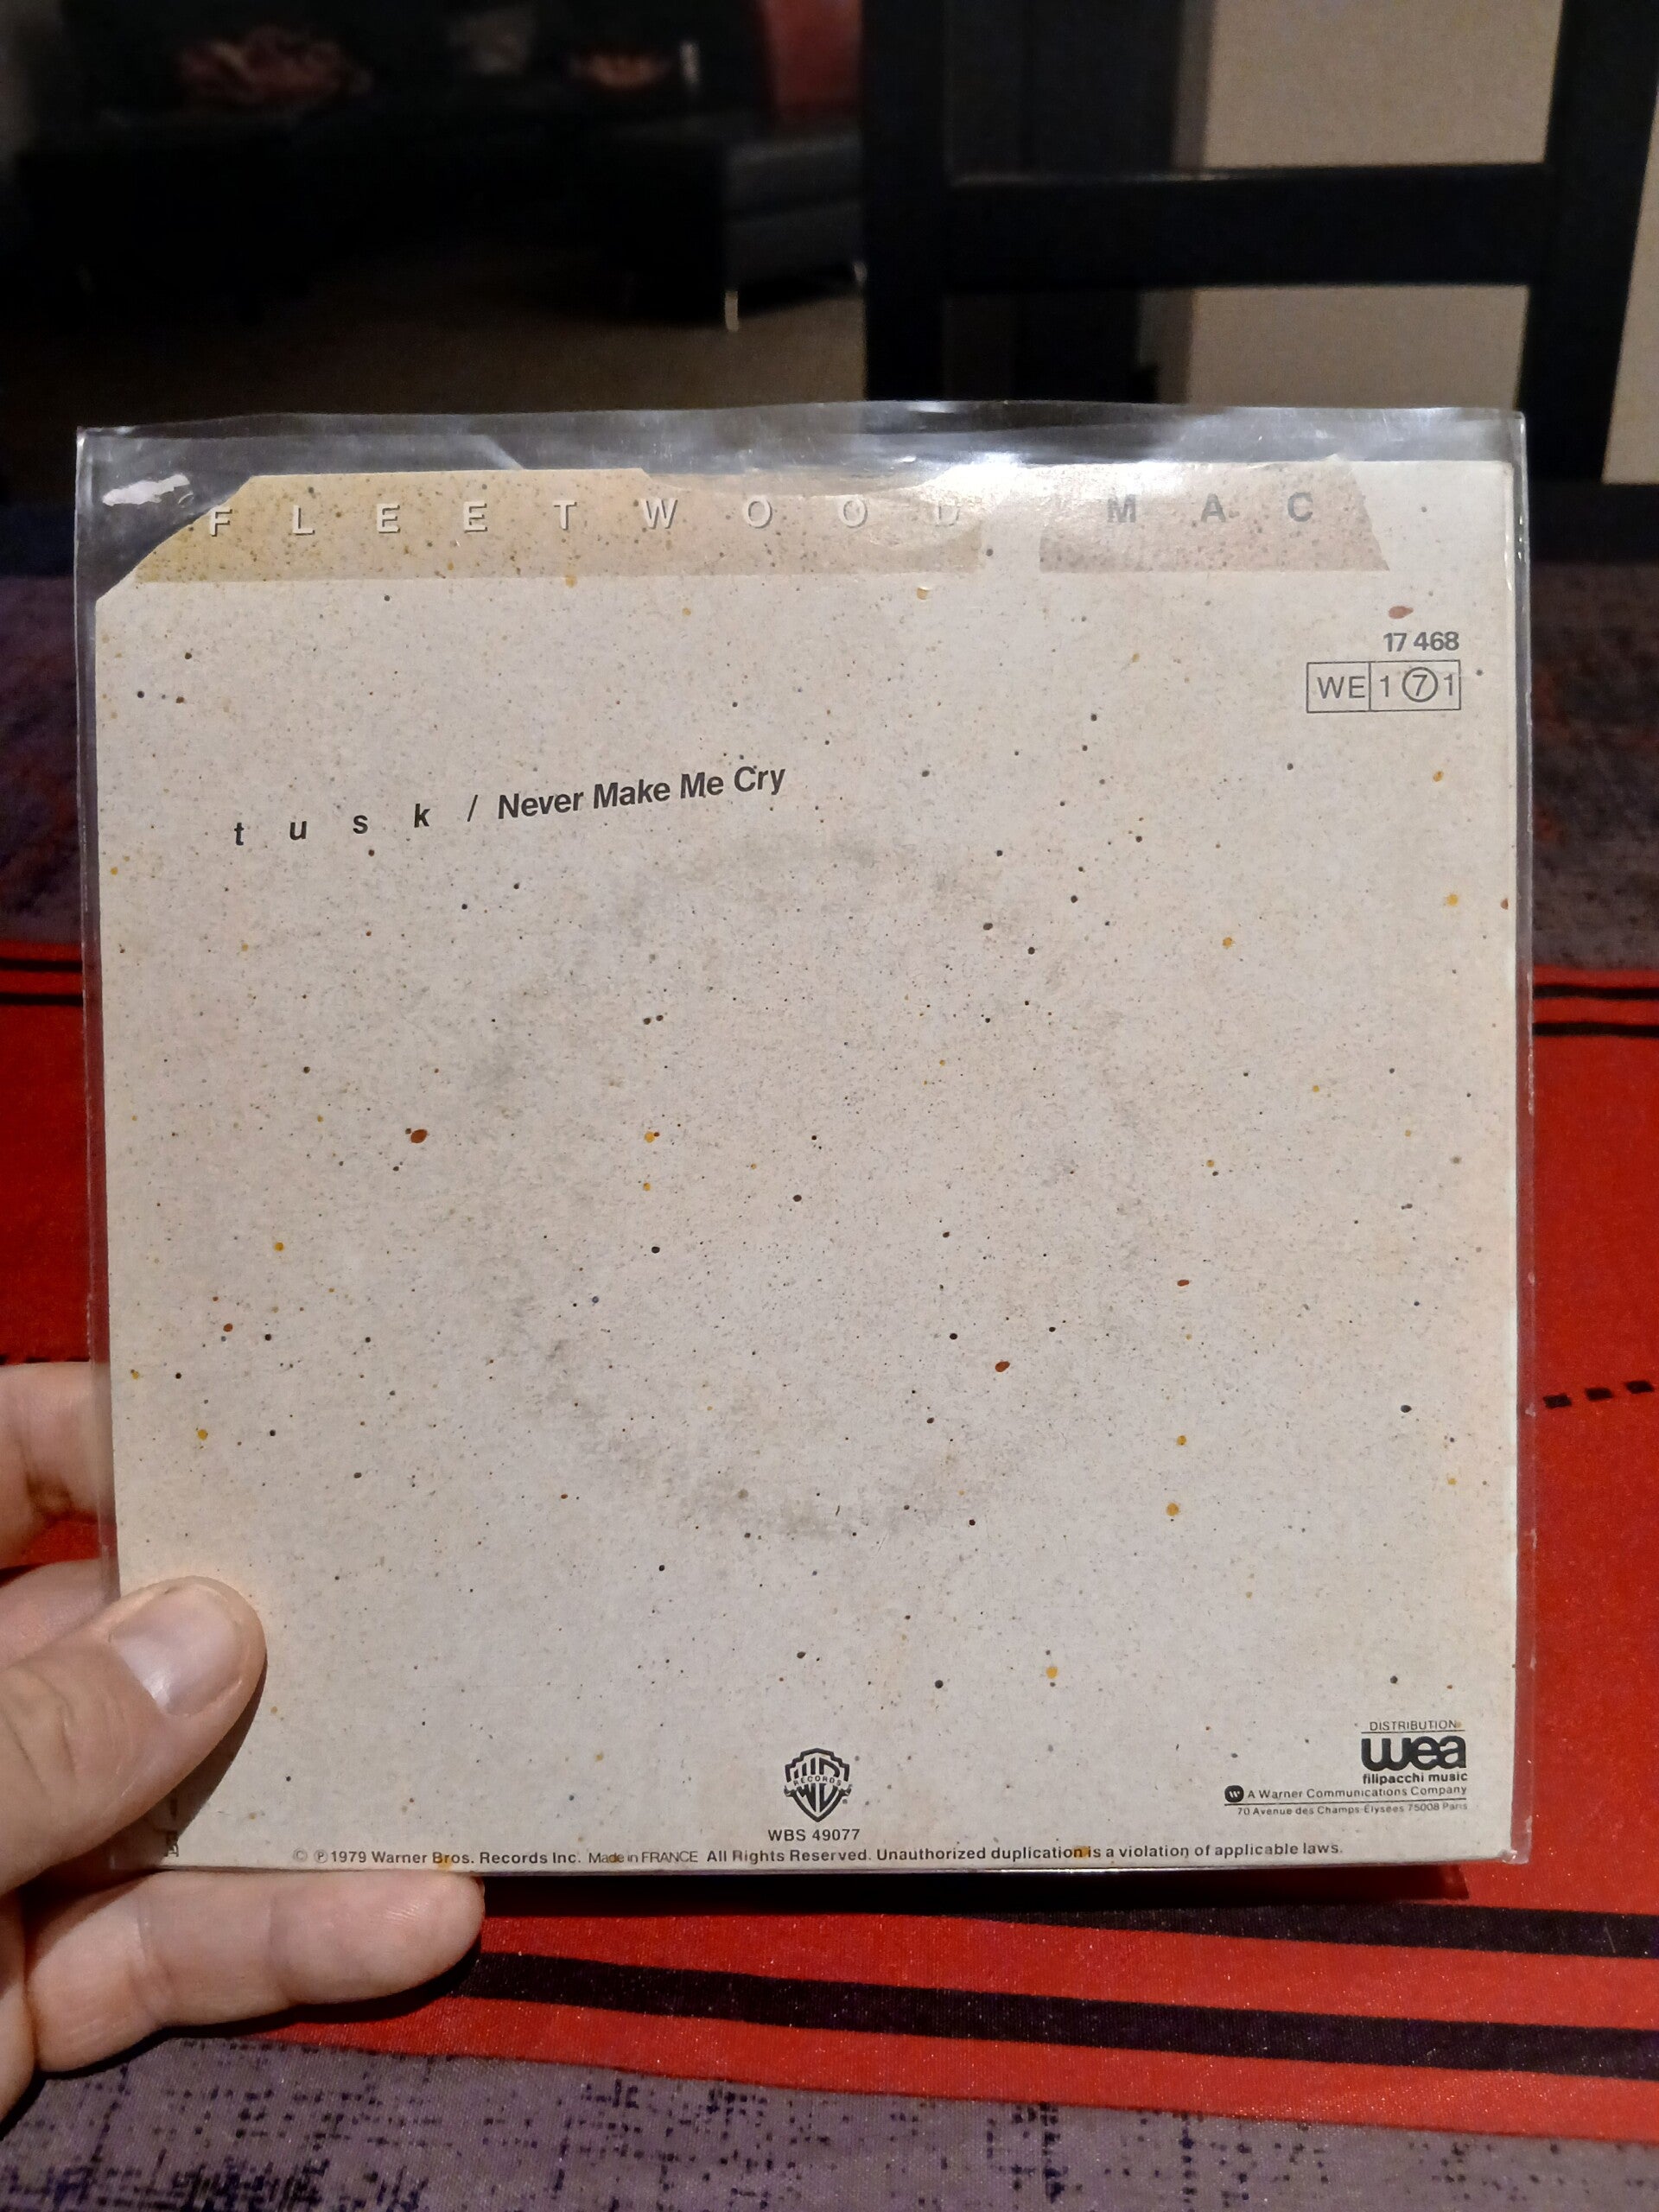 FLEETWOOD MAC
17 468
WE 1 7 1
tusk / Never Make Me Cry
DISTRIBUTION
wea
filipacchi music
w A Warner Communications Company
70 Avenue des Champs-Élysées 75008 Paris
RECORDS
WBS 49077
© ℗ 1979 Warner Bros. Records Inc. Made in FRANCE All Rights Reserved. Unauthorized duplication is a violation of applicable laws.